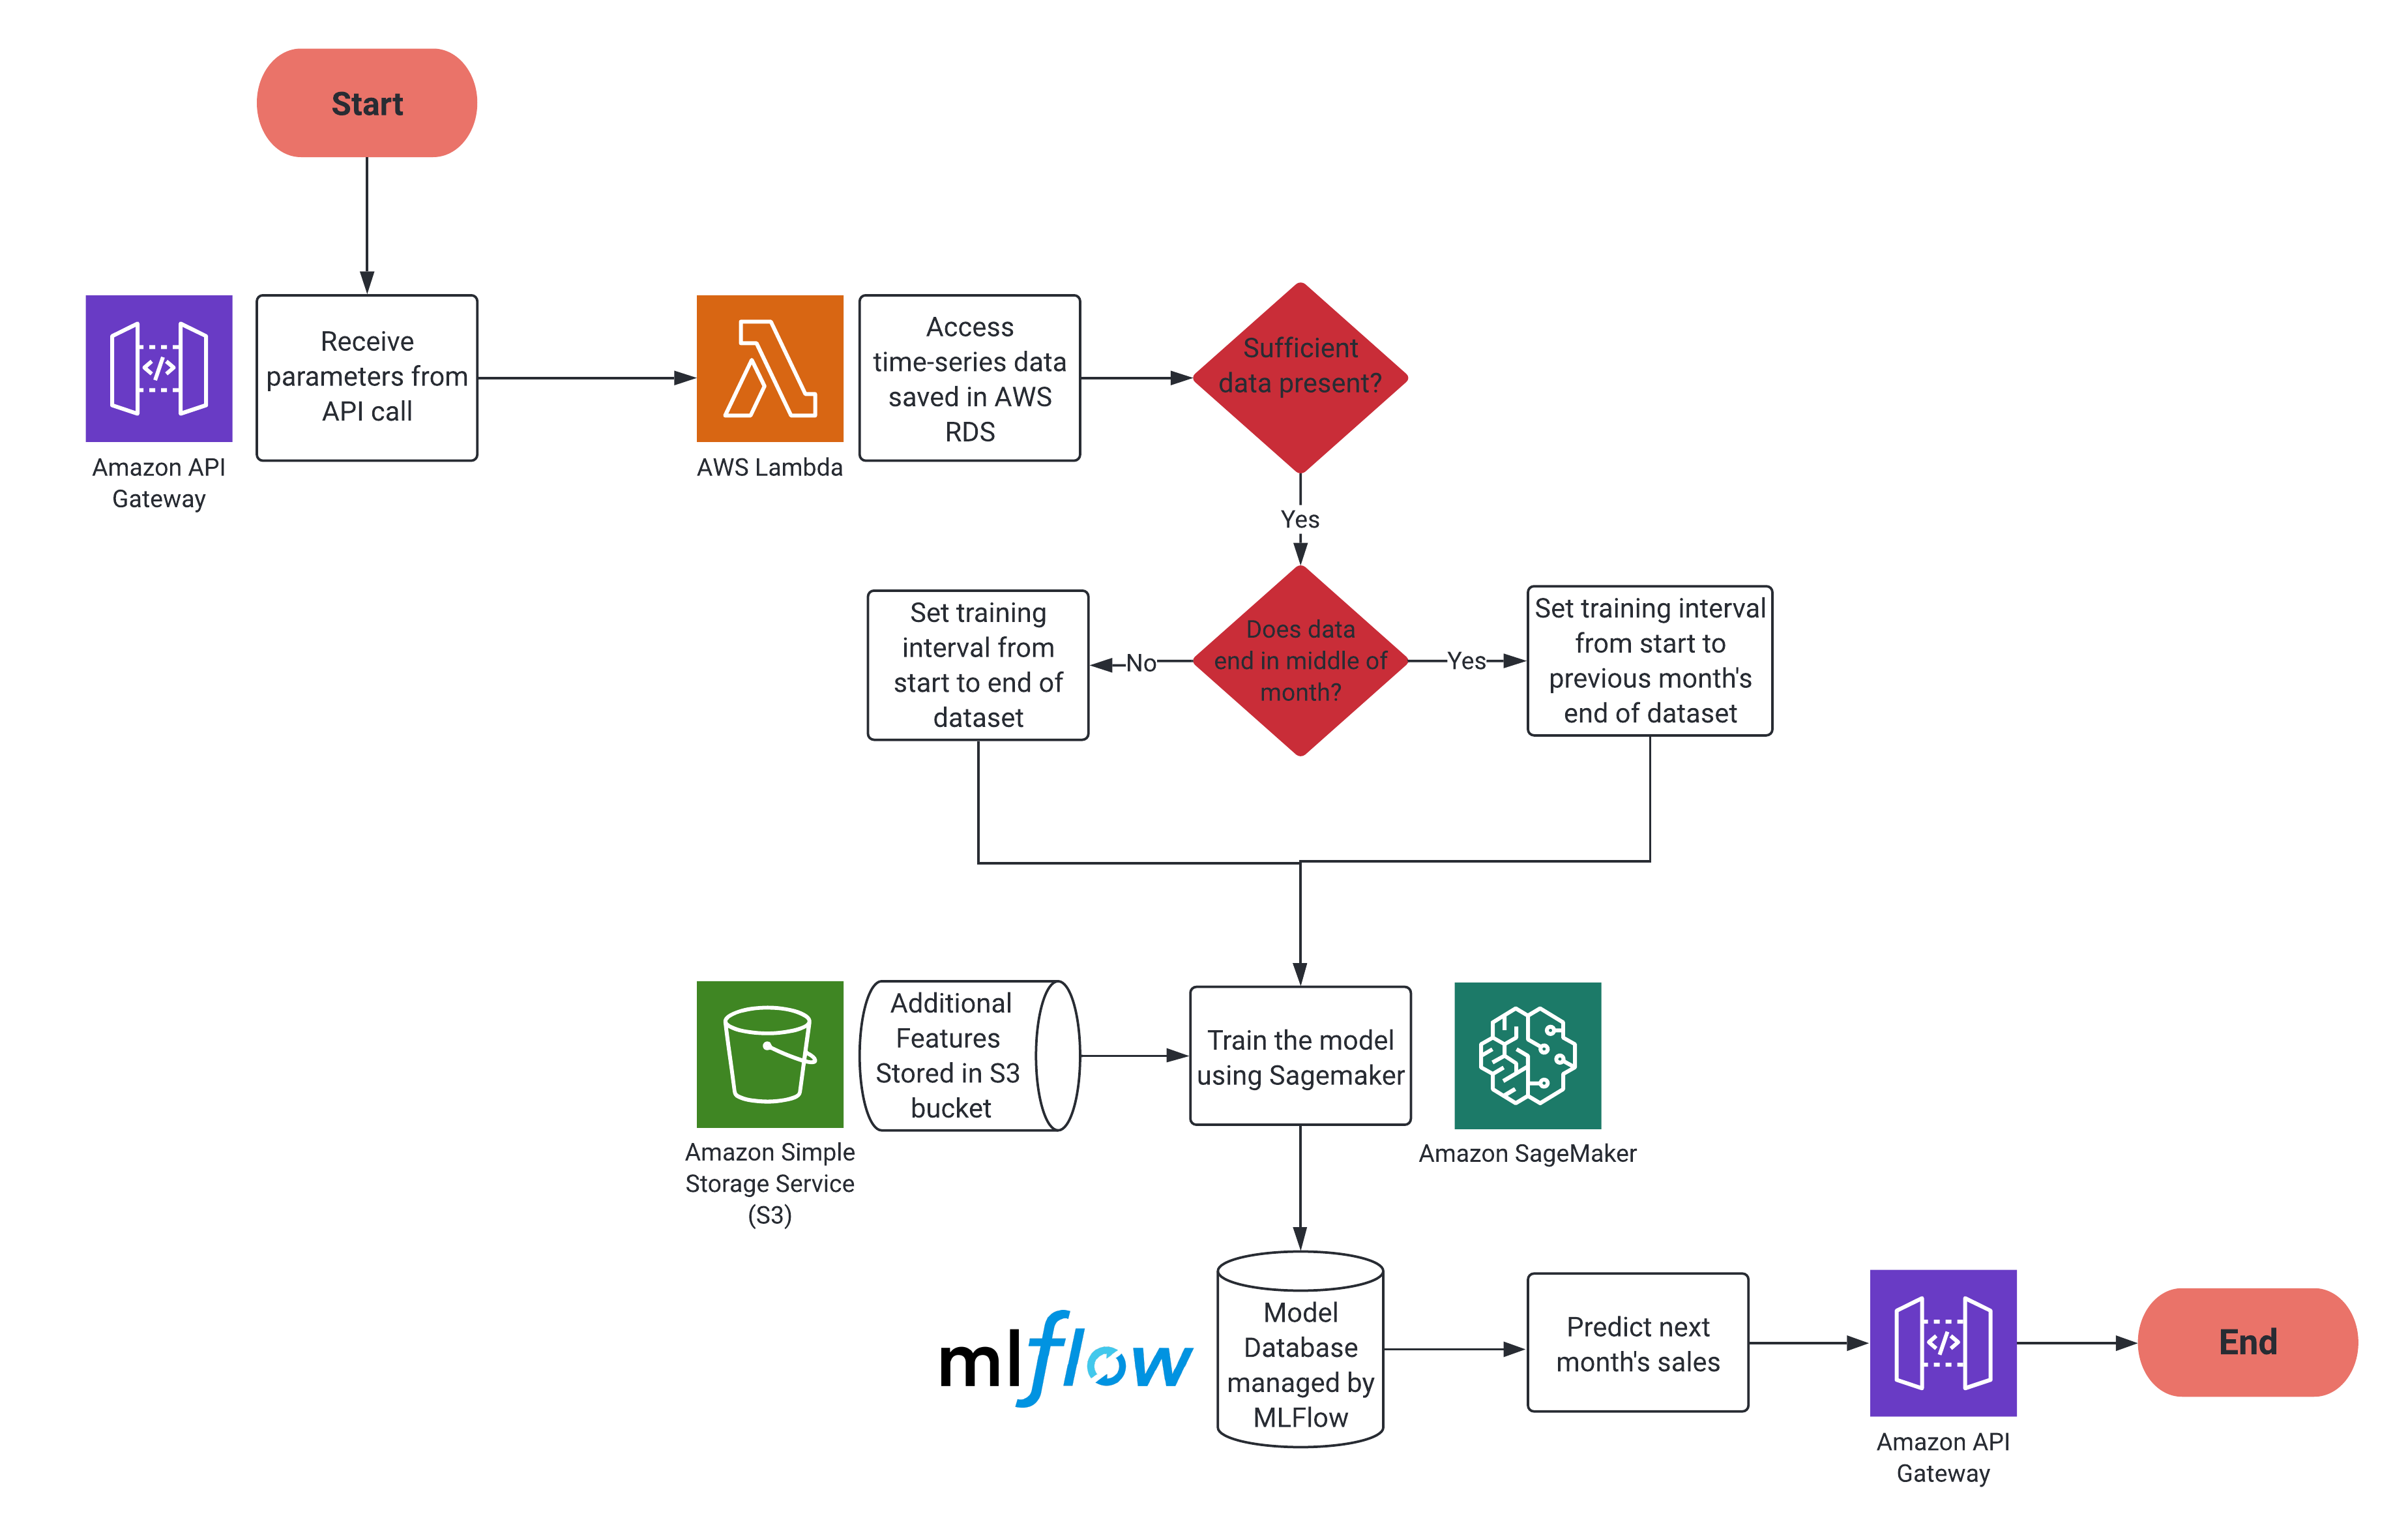 Start
Amazon API
Gateway
Receive
parameters from
API call
AWS Lambda
Access
time-series data
saved in AWS
RDS
Sufficient
data present?
Yes
Set training
interval from
start to end of
dataset
No
Does data
end in middle of
month?
Yes
Set training interval
from start to
previous month's
end of dataset
Amazon Simple
Storage Service
(S3)
Additional
Features
Stored in S3
bucket
Train the model
using Sagemaker
Amazon SageMaker
mlflow
Model
Database
managed by
MLFlow
Predict next
month's sales
Amazon API
Gateway
End